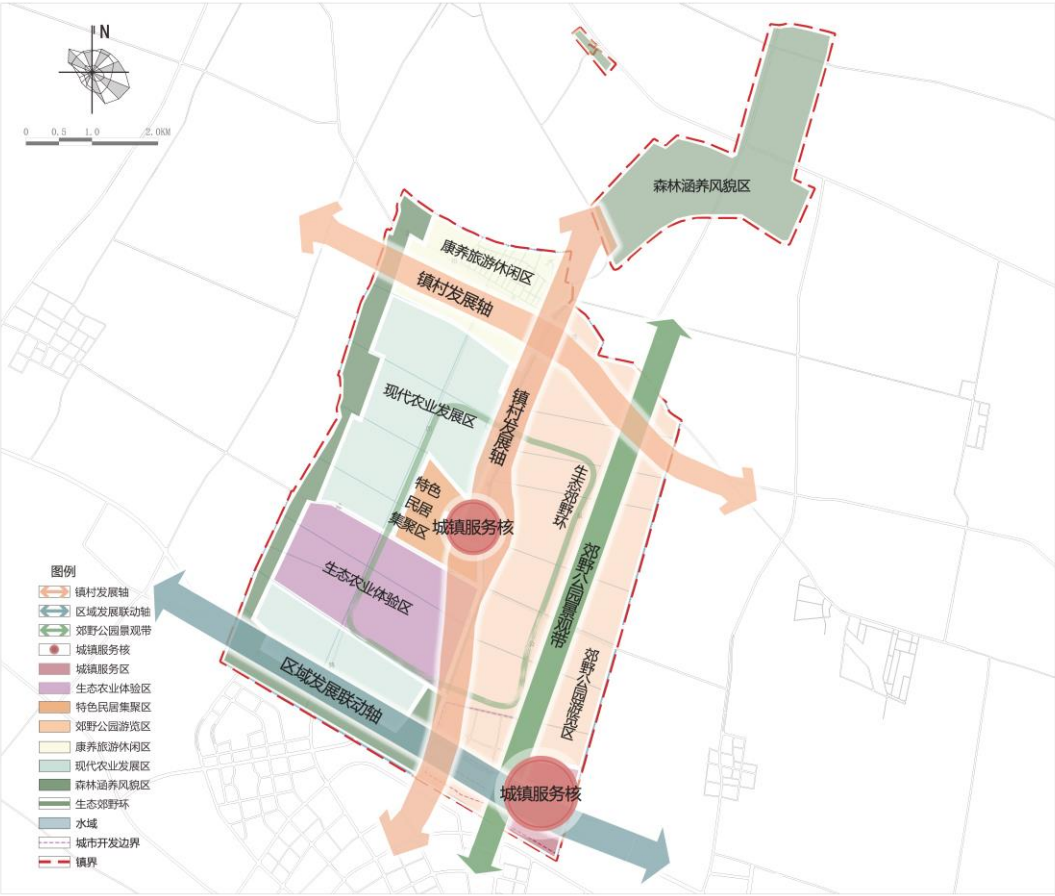 N
0 0.5 1.0 2.0KM
森林涵养风貌区
康养旅游休闲区
镇村发展轴
现代农业发展区
镇村发展轴
生态郊野环
特色
民居
集聚区
城镇服务核
郊野公园景观带
生态农业体验区
郊野公园游览区
区域发展联动轴
城镇服务核
图例
镇村发展轴
区域发展联动轴
郊野公园景观带
城镇服务核
城镇服务区
生态农业体验区
特色民居集聚区
郊野公园游览区
康养旅游休闲区
现代农业发展区
森林涵养风貌区
生态郊野环
水域
城市开发边界
镇界